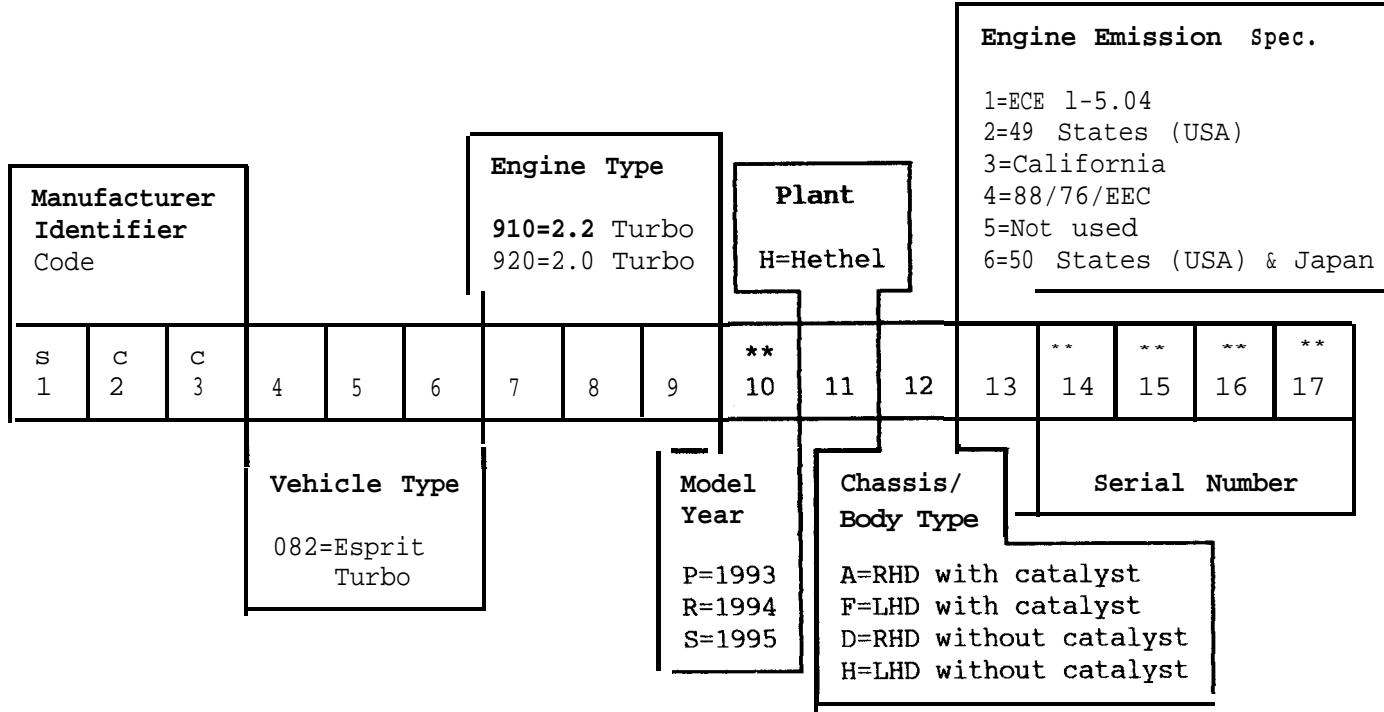 Engine Emission Spec.
1=ECE l-5.04
2=49 States (USA)
3=California
4=88/76/EEC
5=Not used
6=50 States (USA) & Japan
Engine Type
910=2.2 Turbo
920=2.0 Turbo
Plant
H=Hethel
Manufacturer
Identifier
Code
S C C ** ** ** ** **
1 2 3 4 5 6 7 8 9 10 11 12 13 14 15 16 17
Vehicle Type
082=Esprit
Turbo
Model
Year
P=1993
R=1994
S=1995
Chassis/
Body Type
A=RHD with catalyst
F=LHD with catalyst
D=RHD without catalyst
H=LHD without catalyst
Serial Number